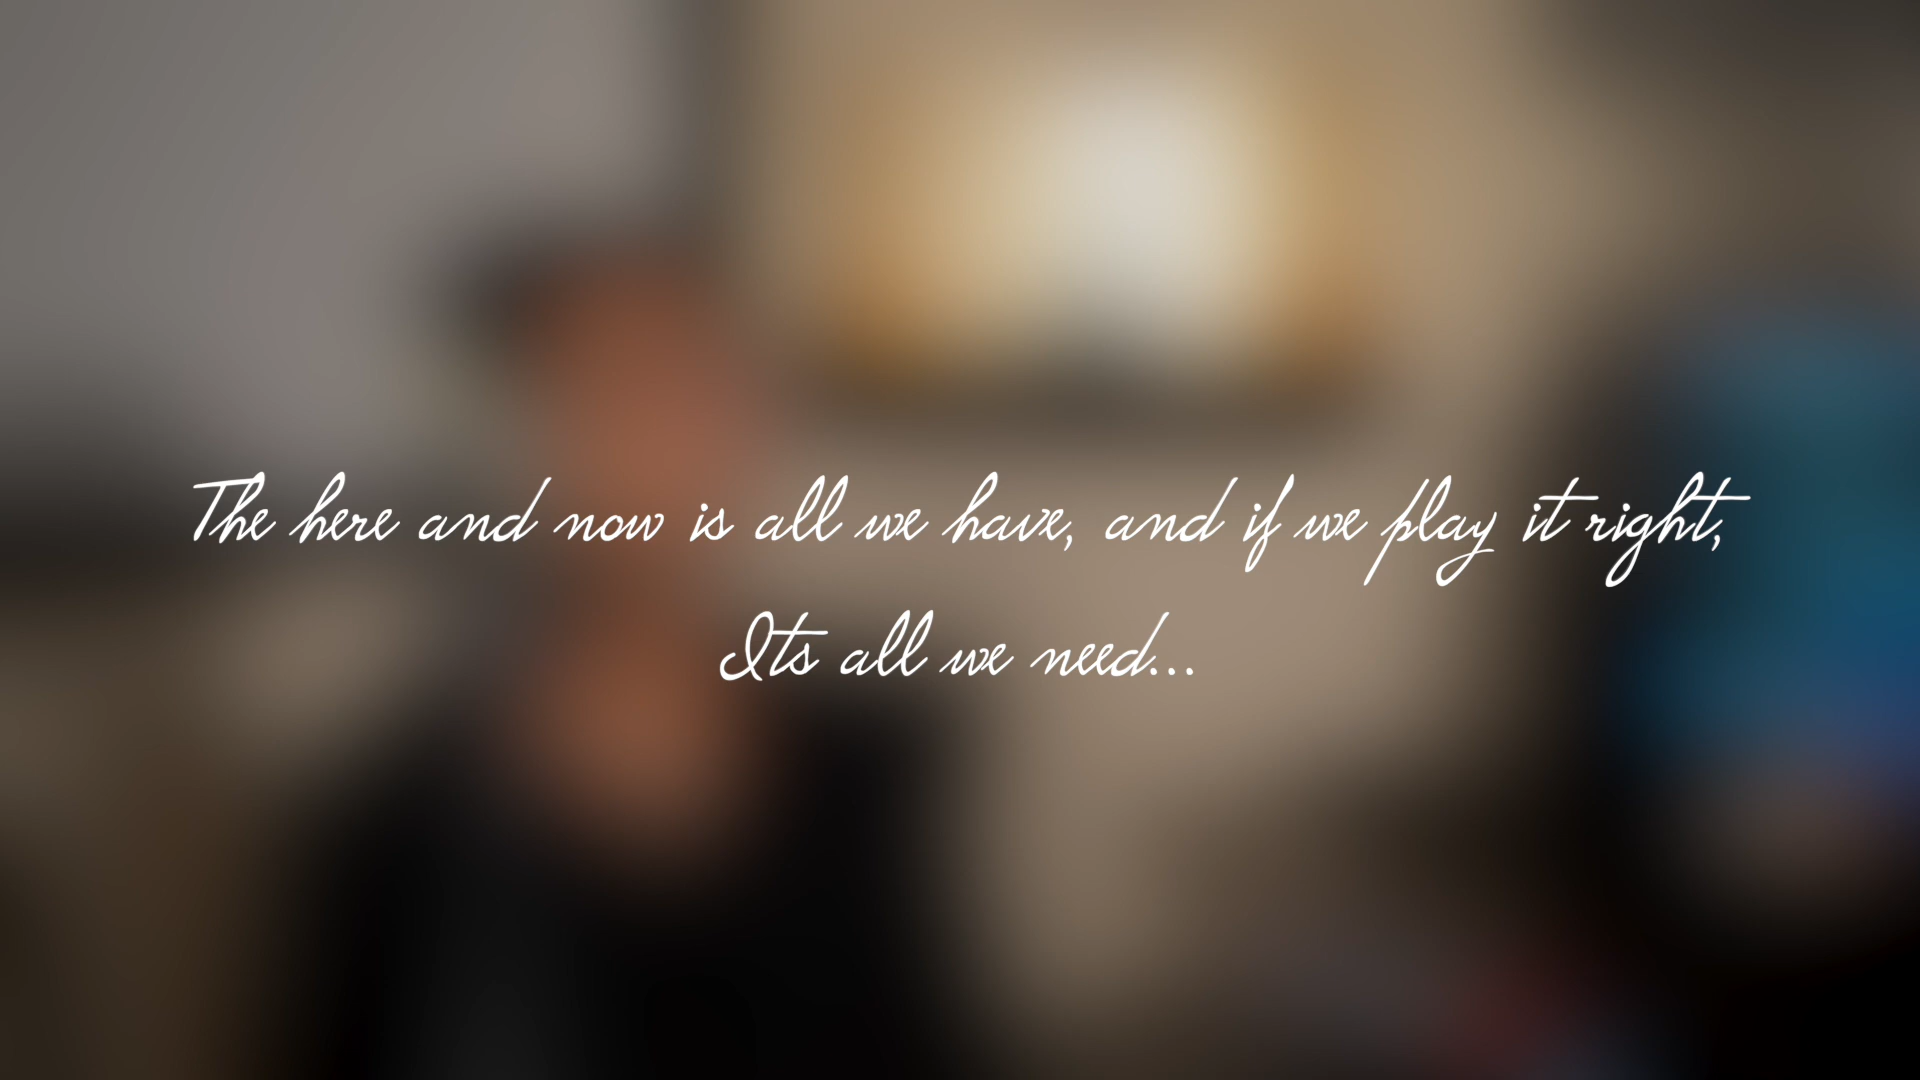 The here and now is all we have, and if we play it right,
Its all we need...